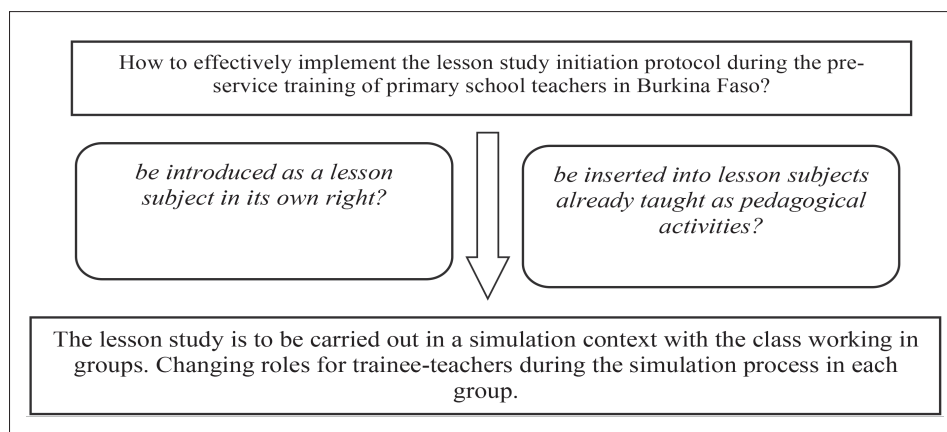 How to effectively implement the lesson study initiation protocol during the pre-
service training of primary school teachers in Burkina Faso?
be introduced as a lesson
subject in its own right?
be inserted into lesson subjects
already taught as pedagogical
activities?
The lesson study is to be carried out in a simulation context with the class working in
groups. Changing roles for trainee-teachers during the simulation process in each
group.